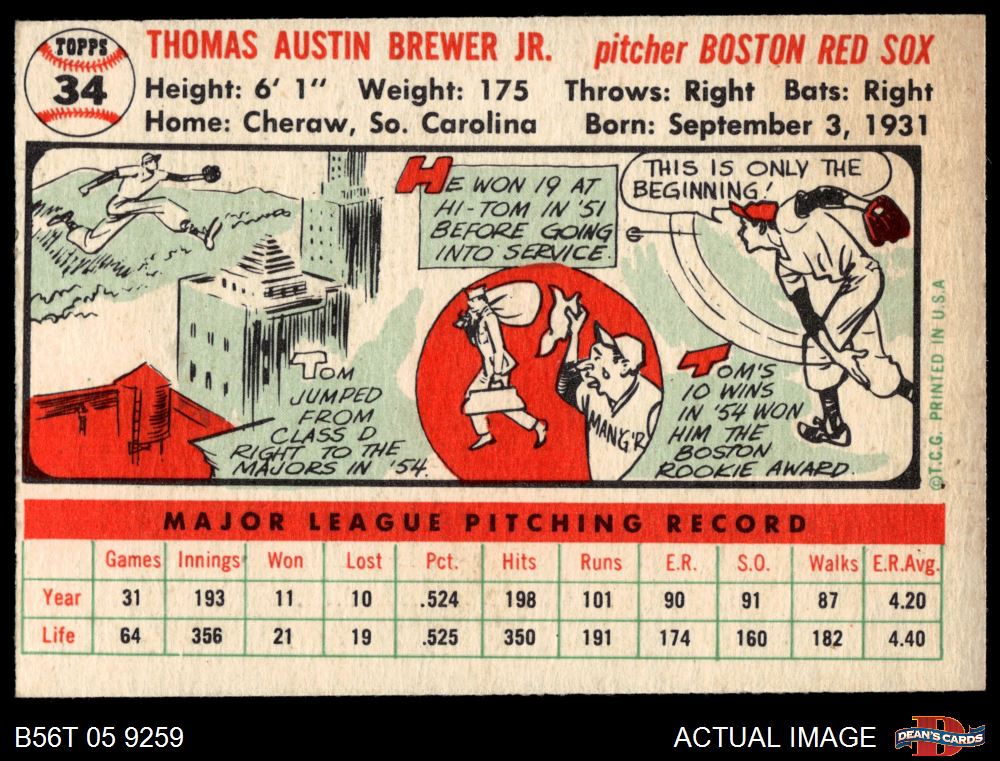 TOPPS
34
THOMAS AUSTIN BREWER JR. pitcher BOSTON RED SOX
Height: 6' 1" Weight: 175 Throws: Right Bats: Right
Home: Cheraw, So. Carolina Born: September 3, 1931
TOM
JUMPED
FROM
CLASS D
RIGHT TO THE
MAJORS IN '54.
HE WON 19 AT
HI-TOM IN '51
BEFORE GOING
INTO SERVICE.
MANG'R
THIS IS ONLY THE
BEGINNING!
TOM'S
10 WINS
IN '54 WON
HIM THE
BOSTON
ROOKIE AWARD.
©T.C.G. PRINTED IN U.S.A
MAJOR LEAGUE PITCHING RECORD
Games Innings Won Lost Pct. Hits Runs E.R. S.O. Walks E.R.Avg.
Year 31 193 11 10 .524 198 101 90 91 87 4.20
Life 64 356 21 19 .525 350 191 174 160 182 4.40
B56T 05 9259 ACTUAL IMAGE
DEAN'S CARDS